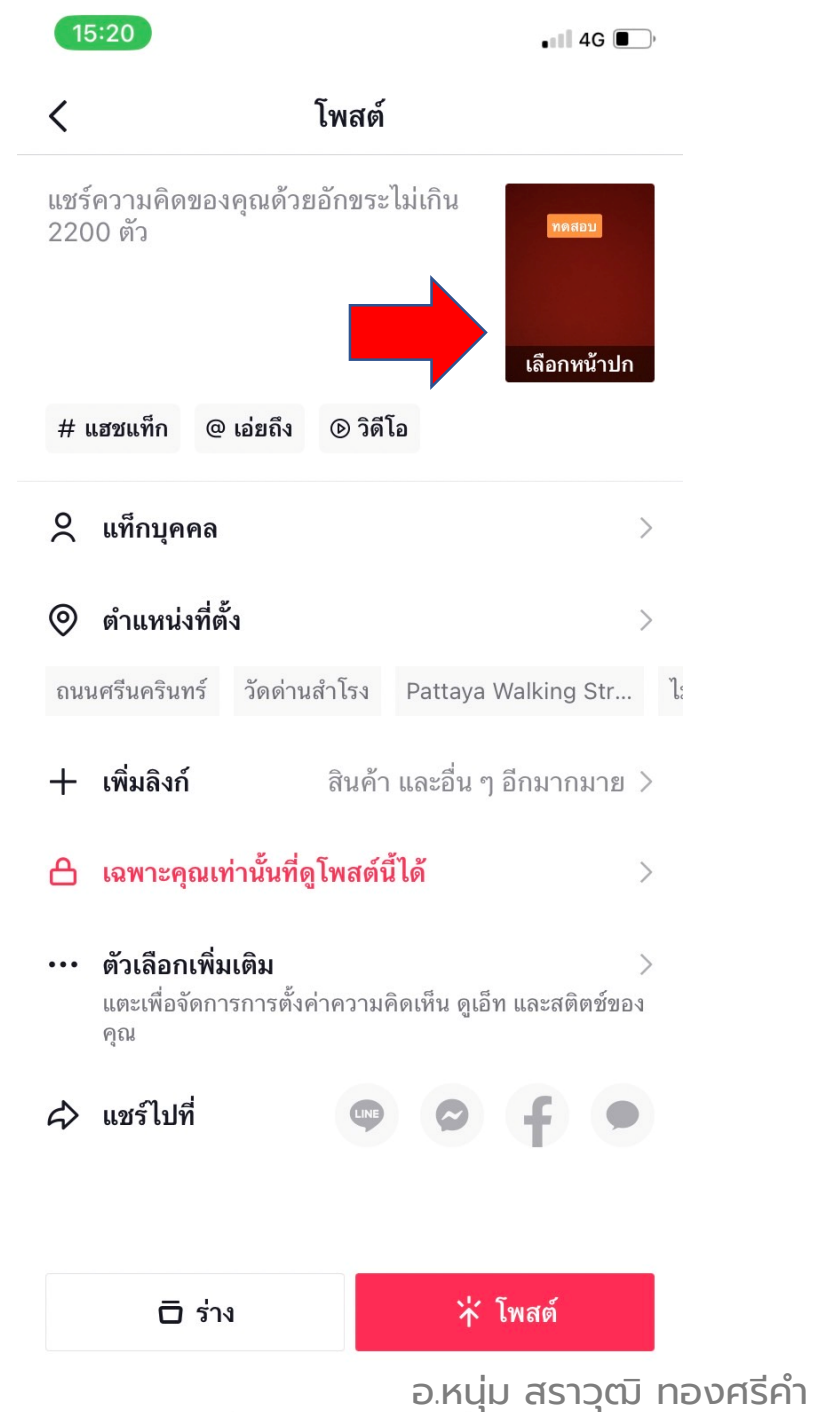 15:20
4G
โพสต์
แชร์ความคิดของคุณด้วยอักขระไม่เกิน
2200 ตัว
ทดสอบ
เลือกหน้าปก
# แฮชแท็ก
@ เอ่ยถึง
วิดีโอ
แท็กบุคคล
ตำแหน่งที่ตั้ง
ถนนศรีนครินทร์
วัดด่านสำโรง
Pattaya Walking Str...
เพิ่มลิงก์
สินค้า และอื่น ๆ อีกมากมาย
เฉพาะคุณเท่านั้นที่ดูโพสต์นี้ได้
ตัวเลือกเพิ่มเติม
แตะเพื่อจัดการการตั้งค่าความคิดเห็น ดูเอ็ท และสติตช์ของ
คุณ
แชร์ไปที่
LINE
ร่าง
โพสต์
อ.หนุ่ม สราวุฒิ ทองศรีคำ